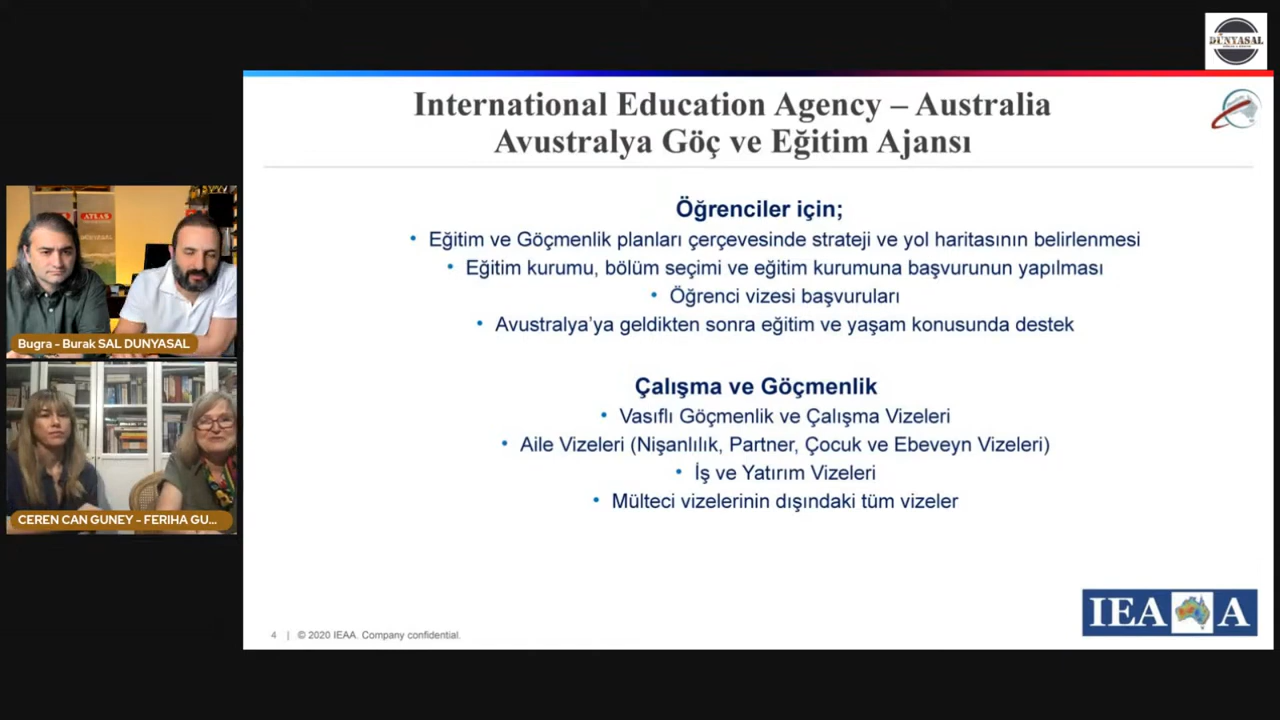 DÜNYASAL
International Education Agency – Australia
Avustralya Göç ve Eğitim Ajansı
Öğrenciler için;
• Eğitim ve Göçmenlik planları çerçevesinde strateji ve yol haritasının belirlenmesi
• Eğitim kurumu, bölüm seçimi ve eğitim kurumuna başvurunun yapılması
• Öğrenci vizesi başvuruları
• Avustralya’ya geldikten sonra eğitim ve yaşam konusunda destek
Çalışma ve Göçmenlik
• Vasıflı Göçmenlik ve Çalışma Vizeleri
• Aile Vizeleri (Nişanlılık, Partner, Çocuk ve Ebeveyn Vizeleri)
• İş ve Yatırım Vizeleri
• Mülteci vizelerinin dışındaki tüm vizeler
ATLAS
Bugra - Burak SAL DUNYASAL
CEREN CAN GUNEY - FERIHA GU...
4 | © 2020 IEAA. Company confidential.
IEA A